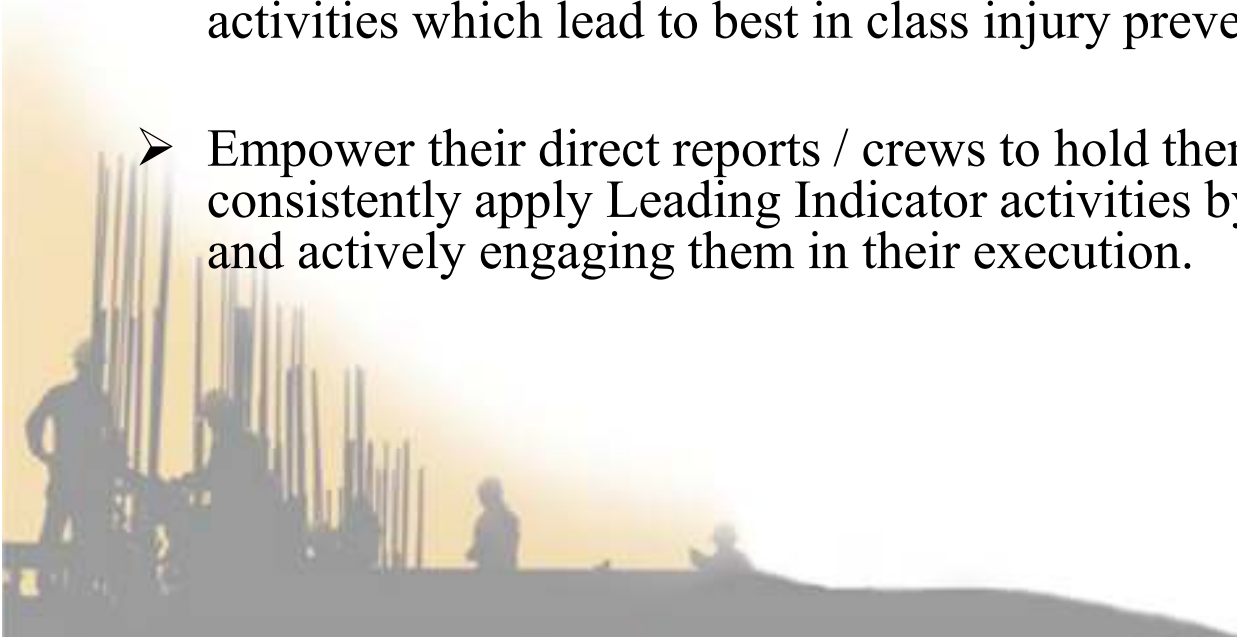 activities which lead to best in class injury preve
➢ Empower their direct reports / crews to hold
consistently apply Leading Indicator activities
and actively engaging them in their execution.